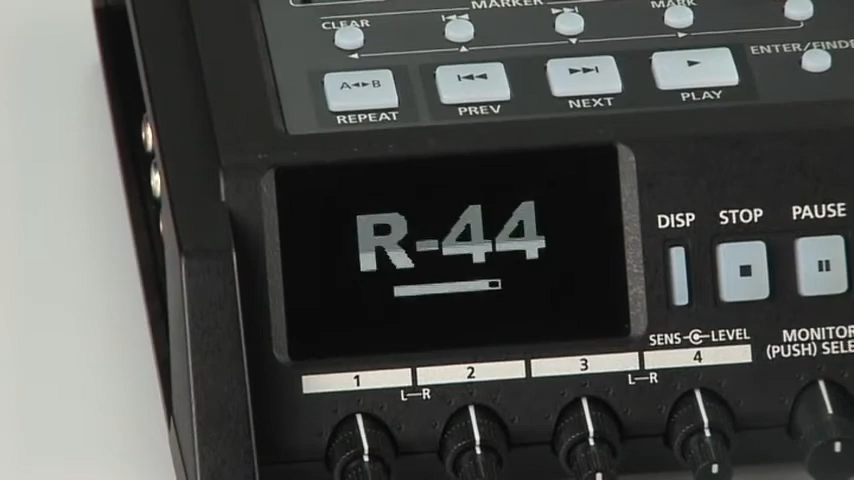 MARKER
CLEAR
MARK
ENTER/FINDE
A◄►B
REPEAT
PREV
NEXT
PLAY
R-44
DISP
STOP
PAUSE
SENS LEVEL
MONITOR
(PUSH) SELE
1 2 3 4
L—R L—R